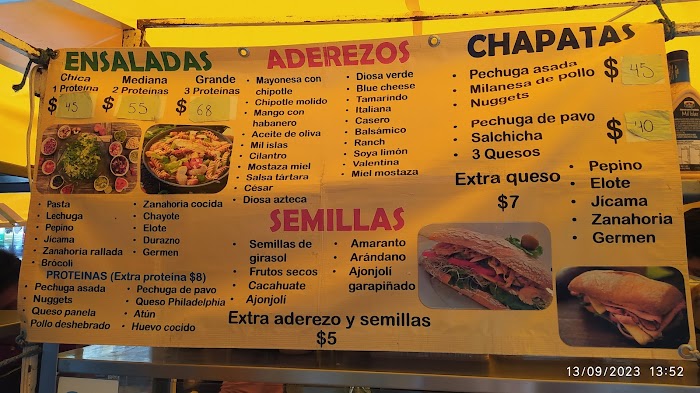 ENSALADAS
Chica Mediana Grande
1 Proteína 2 Proteínas 3 Proteínas
$ 45 $ 55 $ 68
• Pasta
• Lechuga
• Pepino
• Jícama
• Zanahoria rallada
• Brócoli
• Zanahoria cocida
• Chayote
• Elote
• Durazno
• Germen
PROTEINAS (Extra proteína $8)
• Pechuga asada
• Nuggets
• Queso panela
• Pollo deshebrado
• Pechuga de pavo
• Queso Philadelphia
• Atún
• Huevo cocido
ADEREZOS
• Mayonesa con
chipotle
• Chipotle molido
• Mango con
habanero
• Aceite de oliva
• Mil islas
• Cilantro
• Mostaza miel
• Salsa tártara
• César
• Diosa azteca
• Diosa verde
• Blue cheese
• Tamarindo
• Italiana
• Casero
• Balsámico
• Ranch
• Soya limón
• Valentina
• Miel mostaza
SEMILLAS
• Semillas de
girasol
• Frutos secos
• Cacahuate
• Ajonjolí
• Amaranto
• Arándano
• Ajonjolí
garapiñado
Extra aderezo y semillas
$5
CHAPATAS
• Pechuga asada
• Milanesa de pollo
• Nuggets
$ 45
• Pechuga de pavo
• Salchicha
• 3 Quesos
$ 40
Extra queso
$7
• Pepino
• Elote
• Jícama
• Zanahoria
• Germen
13/09/2023 13:52